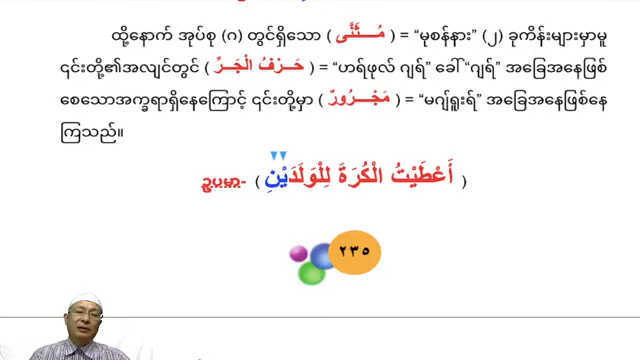 ထို့နောက် အုပ်စု (ဂ) တွင်ရှိသော ( مُــثَنَّى ) = “မုစန်နား” (၂) ခုကိန်းများမှာမူ
၎င်းတို့၏အလျင်တွင် ( حَـرْفُ الْجَـرِّ ) = “ဟရ်ဖုလ် ဂျရ်” ခေါ် “ဂျရ်” အခြေအနေဖြစ်
စေသောအက္ခရာရှိနေကြောင့် ၎င်းတို့မှာ ( مَجْـرُورٌ ) = “မဂျ်ရူးရ်” အခြေအနေဖြစ်နေ
ကြသည်။
ဥပမာ- ( أَعْطَيْتُ الْكُرَةَ لِلْوَلَدَيْنِ )
٢٣٥